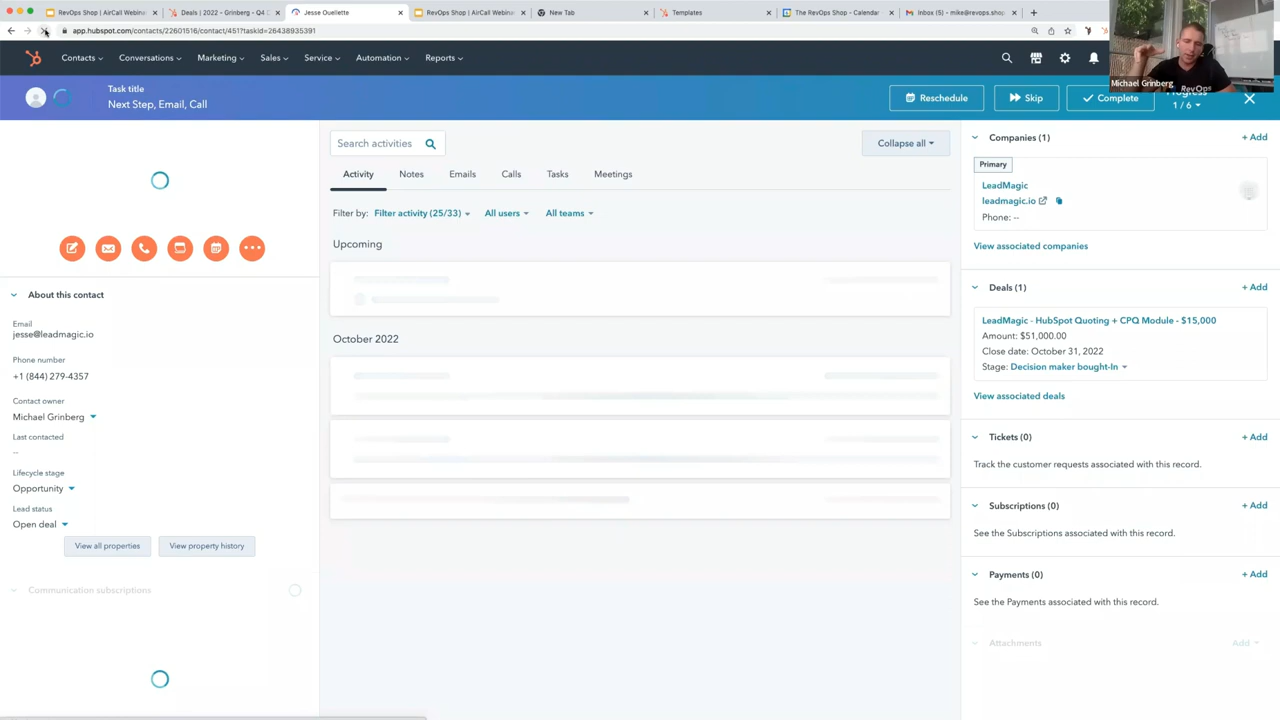 RevOps Shop | AirCall Webina
Deals | 2022 - Grinberg - Q4 2
Jesse Ouellette
RevOps Shop | AirCall Webina
New Tab
Templates
The RevOps Shop - Calendar
Inbox (5) - mike@revops.shop
app.hubspot.com/contacts/22601516/contact/451?taskId=26438935391
Contacts
Conversations
Marketing
Sales
Service
Automation
Reports
Michael Grinberg
RevOps
Task title
Next Step, Email, Call
Reschedule
Skip
Complete
Progress
1 / 6
Search activities
Collapse all
Activity
Notes
Emails
Calls
Tasks
Meetings
Filter by:
Filter activity (25/33)
All users
All teams
Upcoming
October 2022
About this contact
Email
jesse@leadmagic.io
Phone number
+1 (844) 279-4357
Contact owner
Michael Grinberg
Last contacted
--
Lifecycle stage
Opportunity
Lead status
Open deal
View all properties
View property history
Communication subscriptions
Companies (1)
+ Add
Primary
LeadMagic
leadmagic.io
Phone: --
View associated companies
Deals (1)
+ Add
LeadMagic - HubSpot Quoting + CPQ Module - $15,000
Amount: $51,000.00
Close date: October 31, 2022
Stage: Decision maker bought-In
View associated deals
Tickets (0)
+ Add
Track the customer requests associated with this record.
Subscriptions (0)
+ Add
See the Subscriptions associated with this record.
Payments (0)
+ Add
See the Payments associated with this record.
Attachments
Add